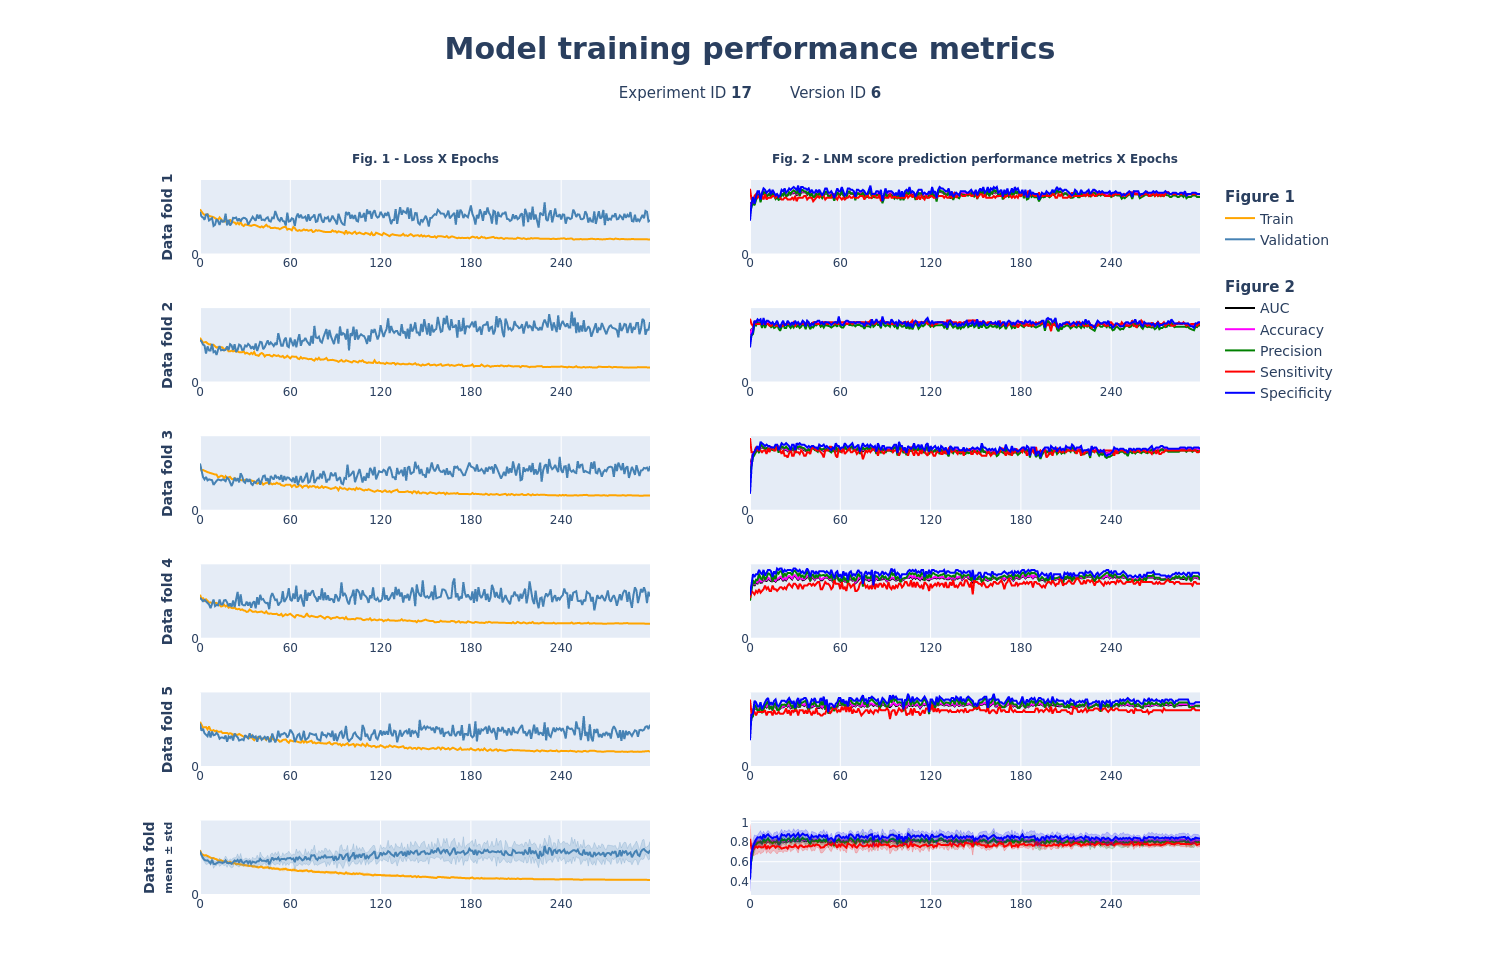 Model training performance metrics
Experiment ID 17 Version ID 6
Fig. 1 - Loss X Epochs
Fig. 2 - LNM score prediction performance metrics X Epochs
Data fold 1
0
0 60 120 180 240
0
0 60 120 180 240
Figure 1
Train
Validation
Figure 2
AUC
Accuracy
Precision
Sensitivity
Specificity
Data fold 2
0
0 60 120 180 240
0
0 60 120 180 240
Data fold 3
0
0 60 120 180 240
0
0 60 120 180 240
Data fold 4
0
0 60 120 180 240
0
0 60 120 180 240
Data fold 5
0
0 60 120 180 240
0
0 60 120 180 240
Data fold
mean ± std
0
0 60 120 180 240
1
0.8
0.6
0.4
0 60 120 180 240